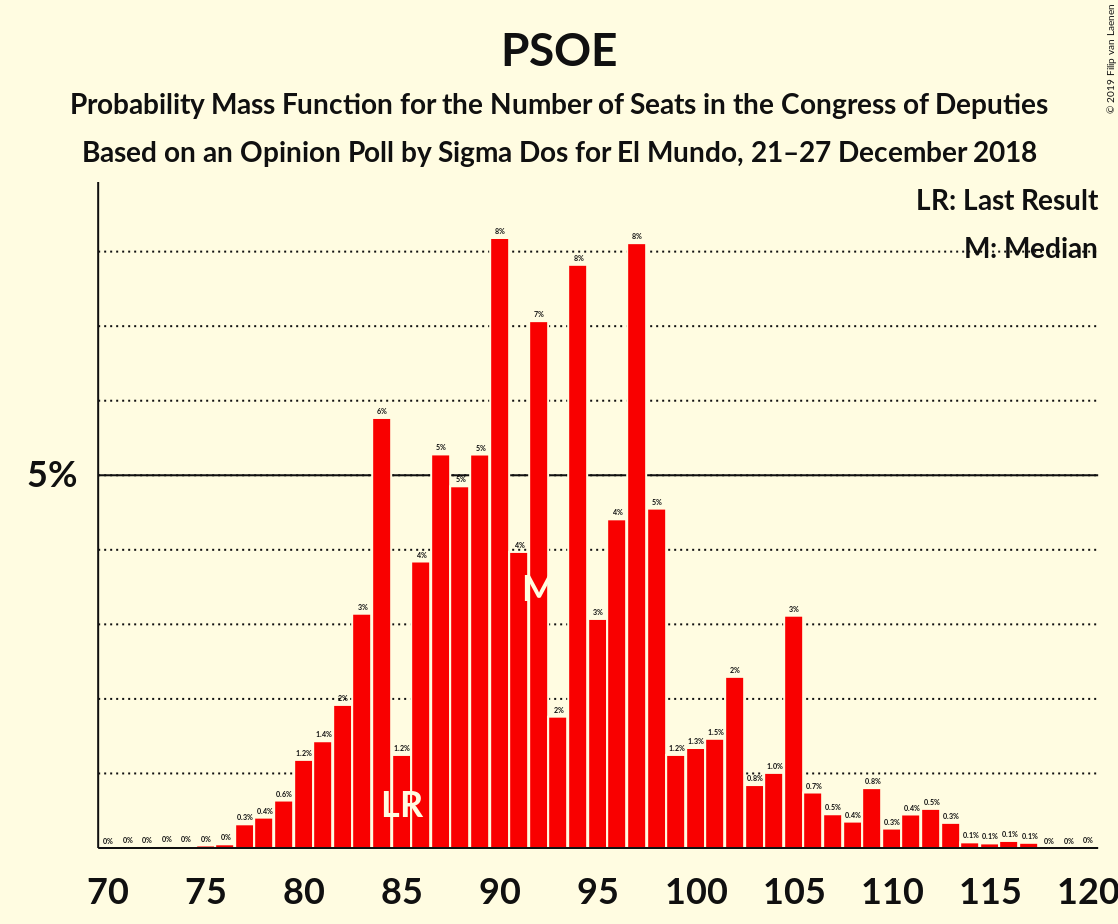 PSOE
Probability Mass Function for the Number of Seats in the Congress of Deputies
Based on an Opinion Poll by Sigma Dos for El Mundo, 21–27 December 2018
© 2019 Filip van Laenen
LR: Last Result
M: Median
5%
0% 0% 0% 0% 0% 0% 0% 0.3% 0.4% 0.6% 1.2% 1.4% 2% 3% 6% 1.2% 4% 5% 5% 5% 8% 4% 7% 2% 8% 3% 4% 8% 5% 1.2% 1.3% 1.5% 2% 0.8% 1.0% 3% 0.7% 0.5% 0.4% 0.8% 0.3% 0.4% 0.5% 0.3% 0.1% 0.1% 0.1% 0.1% 0% 0% 0%
M
LR
70 75 80 85 90 95 100 105 110 115 120